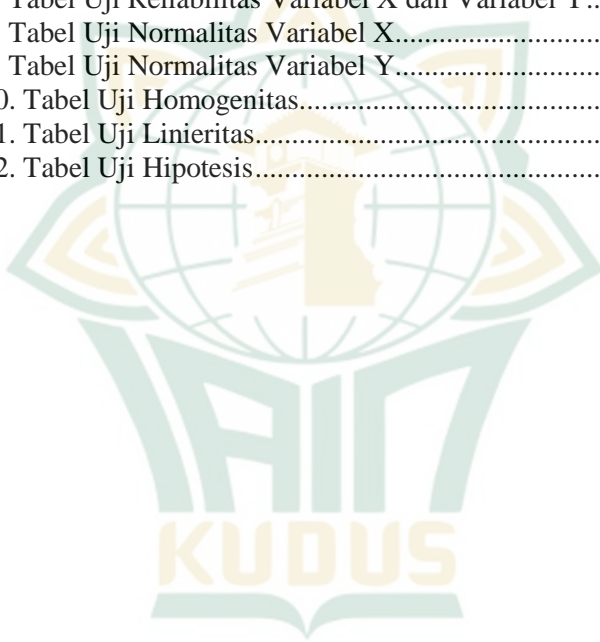 Tabel Uji Reliabilitas Variabel X dan Variabel Y..
Tabel Uji Normalitas Variabel X...............................
Tabel Uji Normalitas Variabel Y...............................
0. Tabel Uji Homogenitas.............................................
1. Tabel Uji Linieritas....................................................
2. Tabel Uji Hipotesis....................................................
IAIN
KUDUS